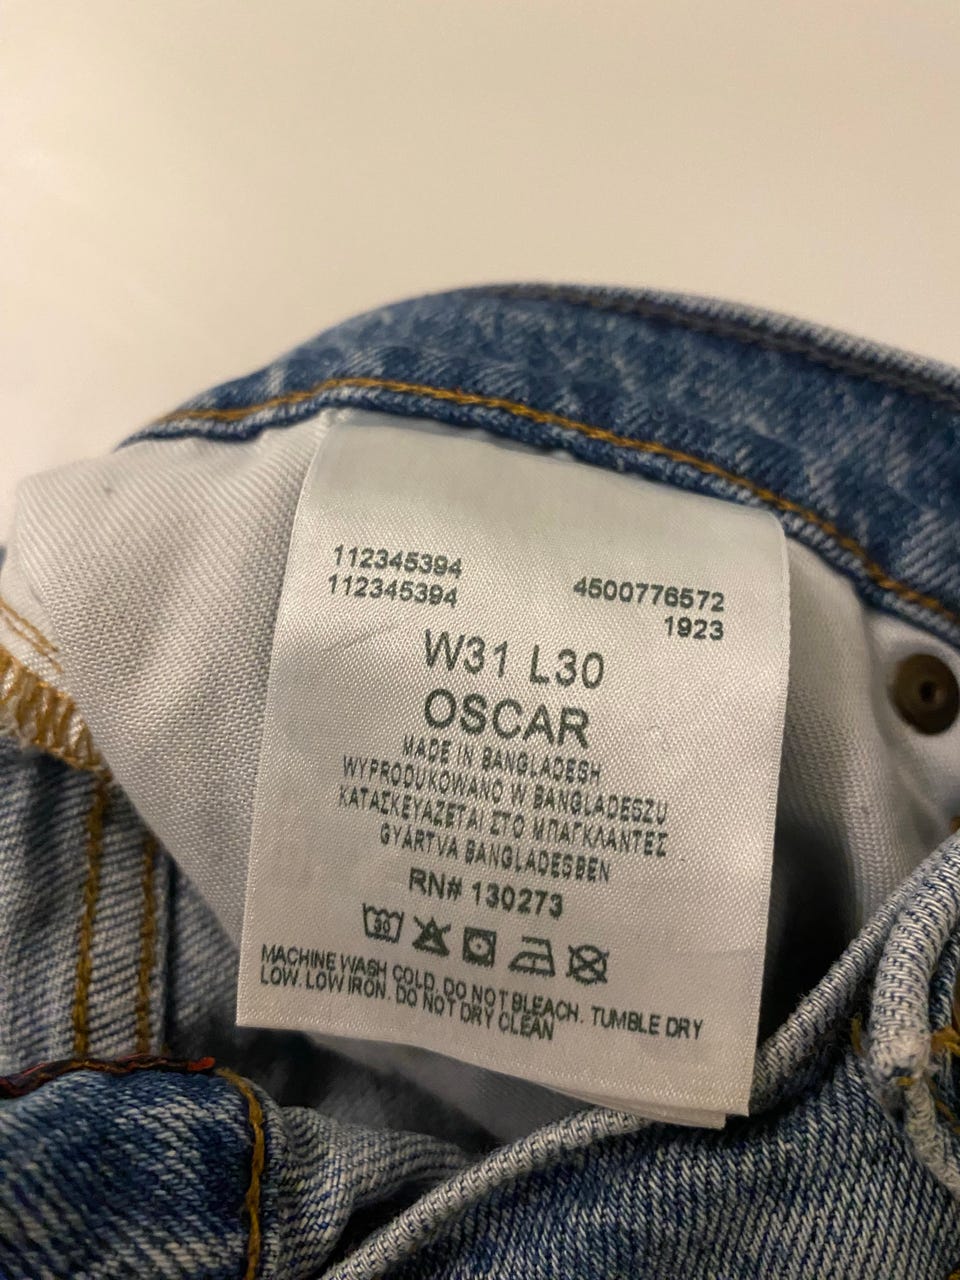 112345394
112345394
4500776572
1923
W31 L30
OSCAR
MADE IN BANGLADESH
WYPRODUKOWANO W BANGLADESZU
ΚΑΤΑΣΚΕΥΑΖΕΤΑΙ ΣΤΟ ΜΠΑΓΚΛΑΝΤΕΣ
GYÁRTVA BANGLADESBEN
RN# 130273
30
MACHINE WASH COLD. DO NOT BLEACH. TUMBLE DRY
LOW. LOW IRON. DO NOT DRY CLEAN